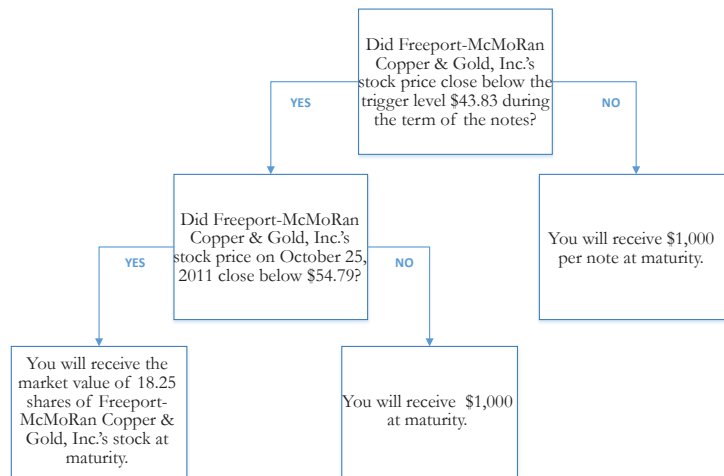 Did Freeport-McMoRan
Copper & Gold, Inc.'s
stock price close below the
trigger level $43.83 during
the term of the notes?
YES
NO
Did Freeport-McMoRan
Copper & Gold, Inc.'s
stock price on October 25,
2011 close below $54.79?
You will receive $1,000
per note at maturity.
YES
NO
You will receive the
market value of 18.25
shares of Freeport-
McMoRan Copper &
Gold, Inc.'s stock at
maturity.
You will receive $1,000
at maturity.